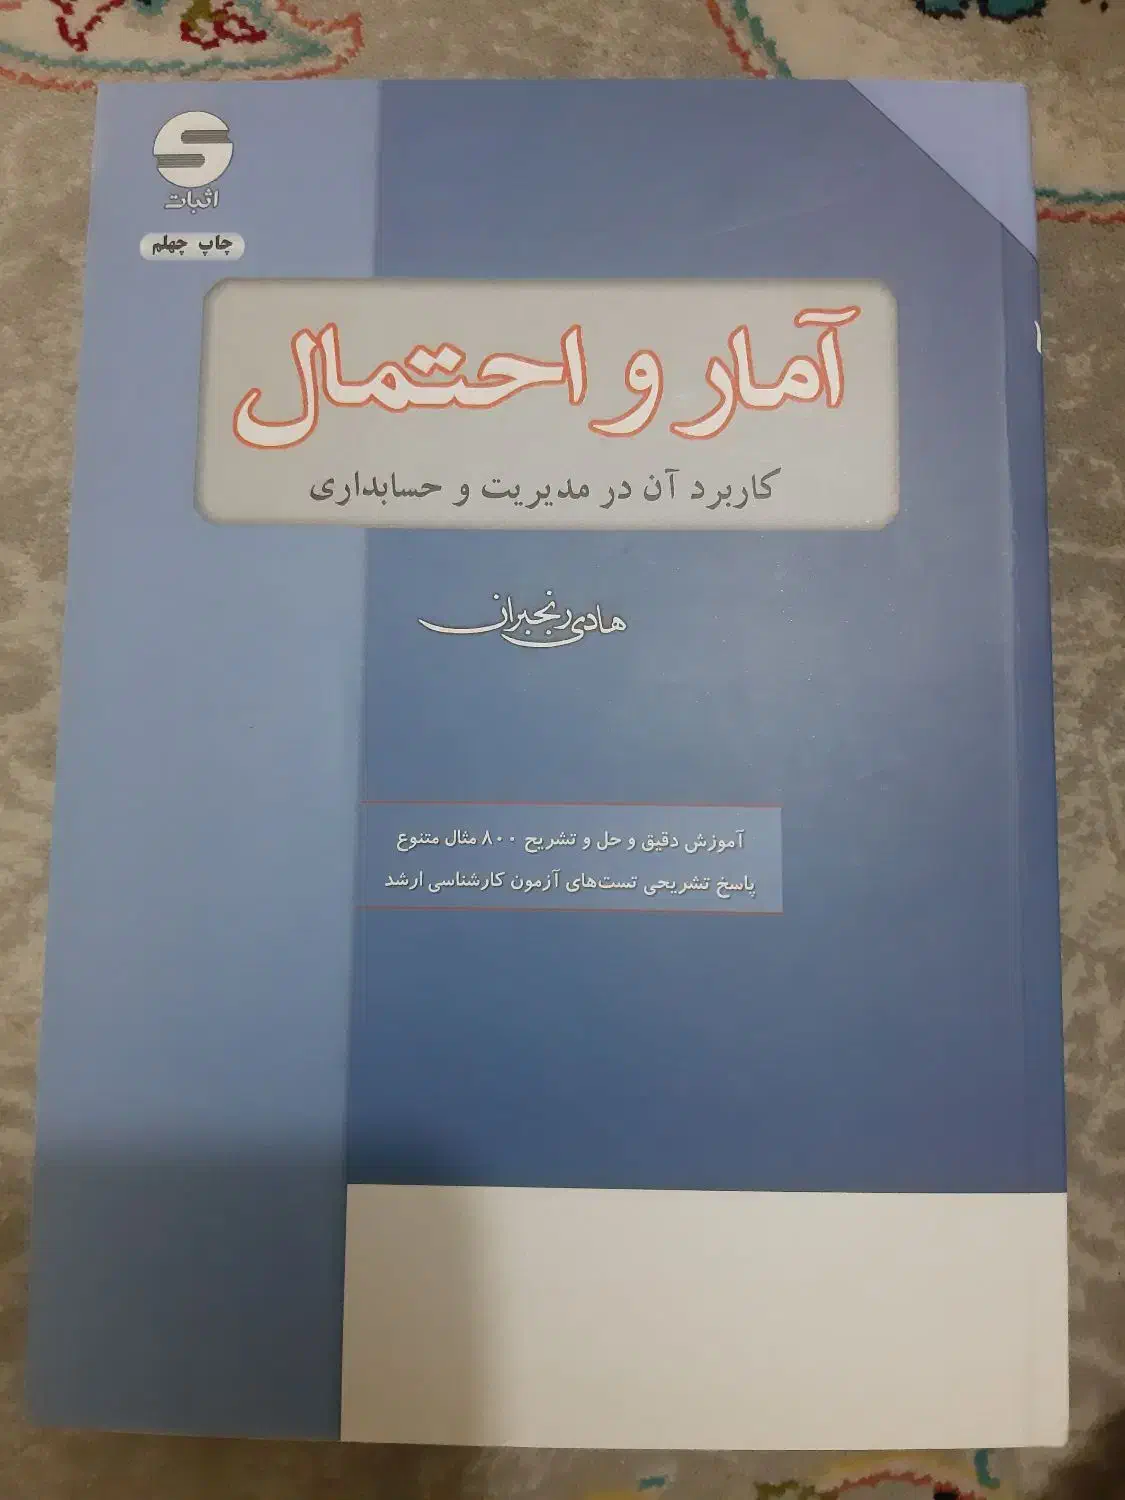 اثبات
چاپ چهلم
آمار و احتمال
کاربرد آن در مدیریت و حسابداری
هادی رنجبران
آموزش دقیق و حل و تشریح ۸۰۰ مثال متنوع
پاسخ تشریحی تست‌های آزمون کارشناسی ارشد